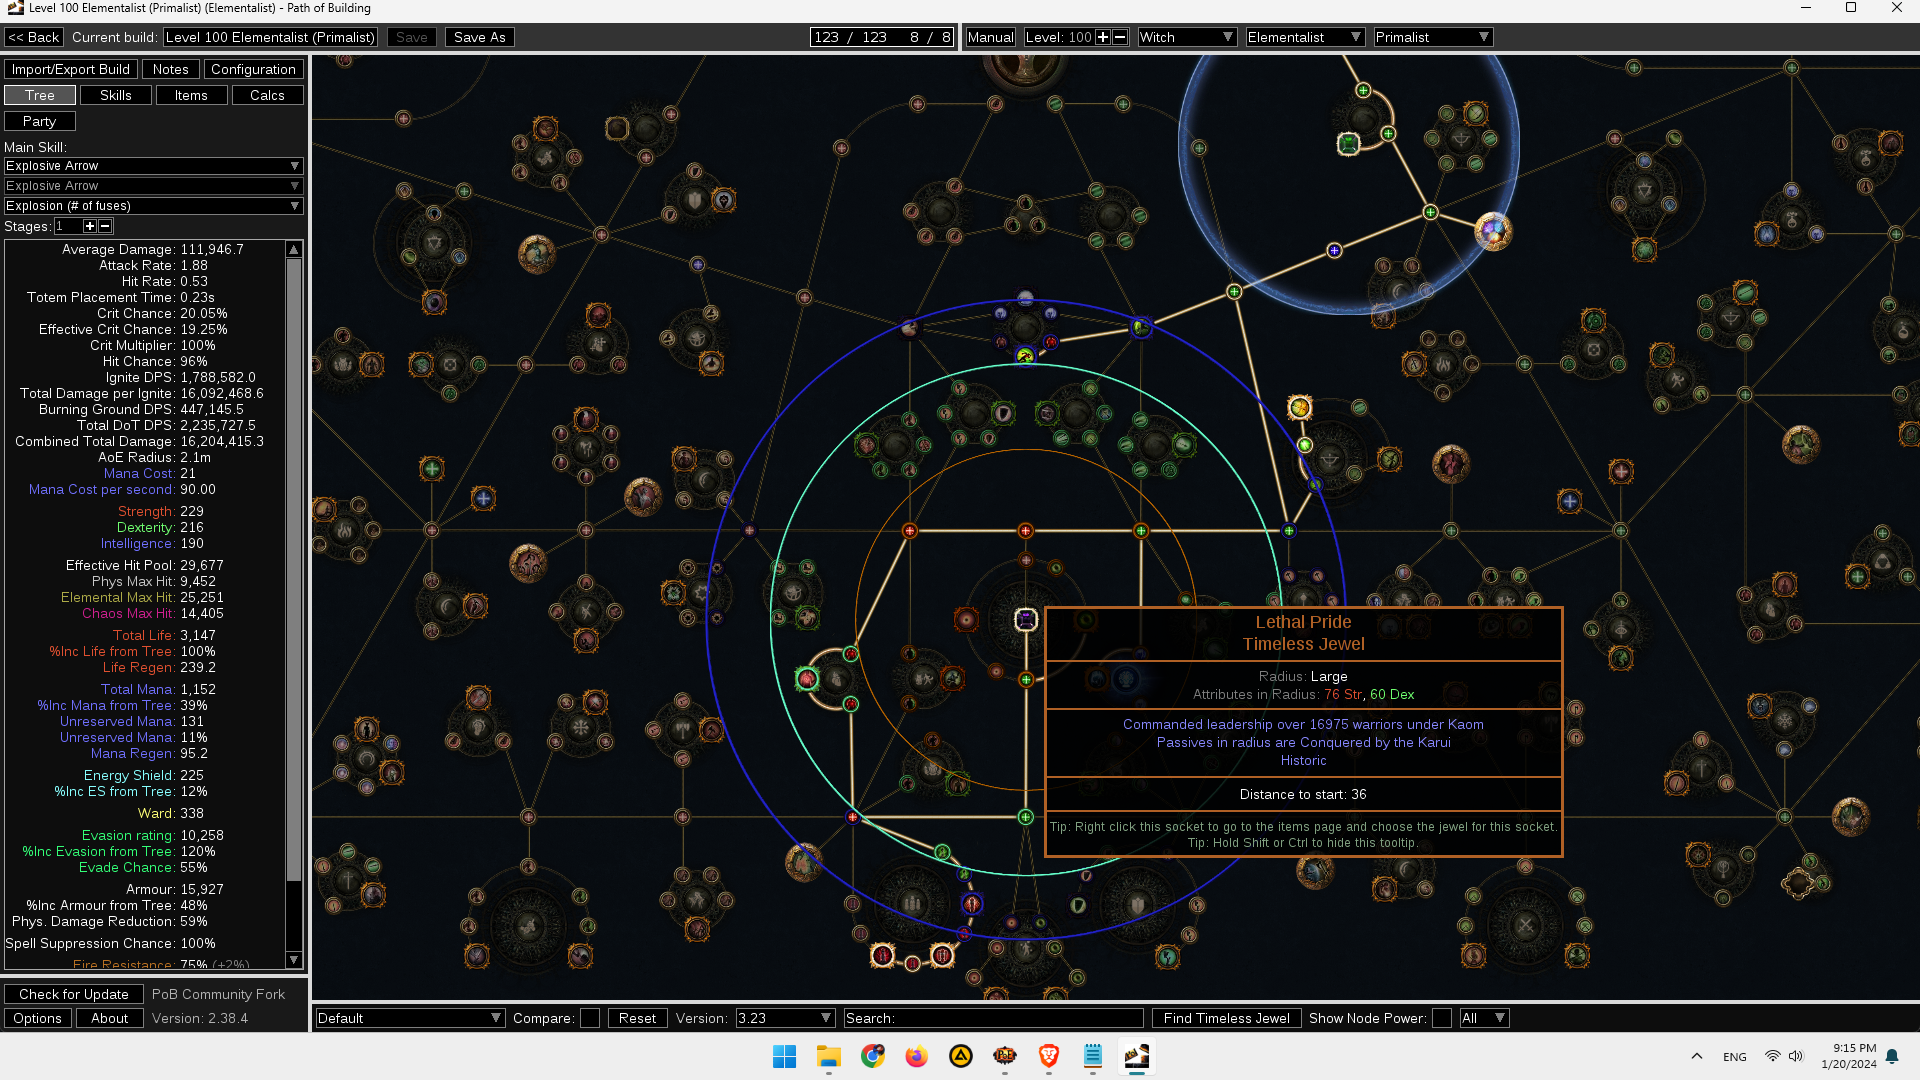 Level 100 Elementalist (Primalist) (Elementalist) - Path of Building
<< Back
Current build:
Level 100 Elementalist (Primalist)
Save
Save As
123 / 123 8 / 8
Manual
Level: 100
Witch
Elementalist
Primalist
Import/Export Build
Notes
Configuration
Tree
Skills
Items
Calcs
Party
Main Skill:
Explosive Arrow
Explosive Arrow
Explosion (# of fuses)
Stages: 1
Average Damage: 111,946.7
Attack Rate: 1.88
Hit Rate: 0.53
Totem Placement Time: 0.23s
Crit Chance: 20.05%
Effective Crit Chance: 19.25%
Crit Multiplier: 100%
Hit Chance: 96%
Ignite DPS: 1,788,582.0
Total Damage per Ignite: 16,092,468.6
Burning Ground DPS: 447,145.5
Total DoT DPS: 2,235,727.5
Combined Total Damage: 16,204,415.3
AoE Radius: 2.1m
Mana Cost: 21
Mana Cost per second: 90.00
Strength: 229
Dexterity: 216
Intelligence: 190
Effective Hit Pool: 29,677
Phys Max Hit: 9,452
Elemental Max Hit: 25,251
Chaos Max Hit: 14,405
Total Life: 3,147
%Inc Life from Tree: 100%
Life Regen: 239.2
Total Mana: 1,152
%Inc Mana from Tree: 39%
Unreserved Mana: 131
Unreserved Mana: 11%
Mana Regen: 95.2
Energy Shield: 225
%Inc ES from Tree: 12%
Ward: 338
Evasion rating: 10,258
%Inc Evasion from Tree: 120%
Evade Chance: 55%
Armour: 15,927
%Inc Armour from Tree: 48%
Phys. Damage Reduction: 59%
Spell Suppression Chance: 100%
Fire Resistance: 75% (+2%)
Lethal Pride
Timeless Jewel
Radius: Large
Attributes in Radius: 76 Str, 60 Dex
Commanded leadership over 16975 warriors under Kaom
Passives in radius are Conquered by the Karui
Historic
Distance to start: 36
Tip: Right click this socket to go to the items page and choose the jewel for this socket.
Tip: Hold Shift or Ctrl to hide this tooltip.
Check for Update
PoB Community Fork
Options
About
Version: 2.38.4
Default
Compare:
Reset
Version:
3.23
Search:
Find Timeless Jewel
Show Node Power:
All
ENG
9:15 PM
1/20/2024